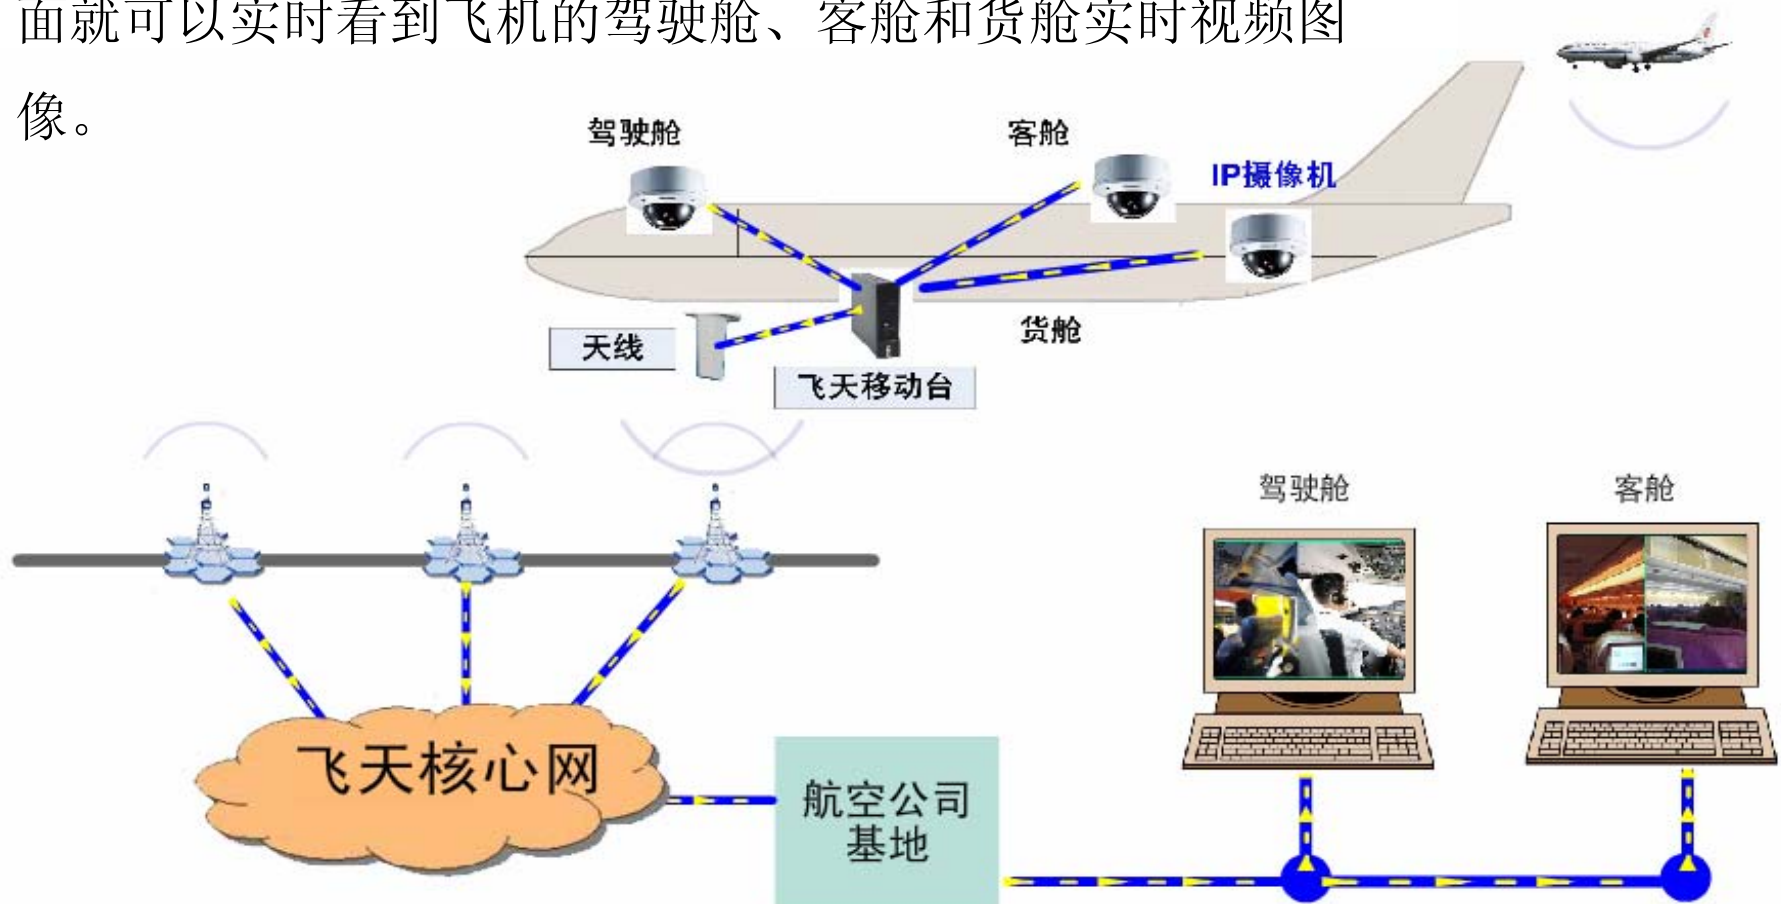 面就可以实时看到飞机的驾驶舱、客舱和货舱实时视频图
像。
驾驶舱
客舱
IP摄像机
货舱
天线
飞天移动台
驾驶舱
客舱
飞天核心网
航空公司
基地